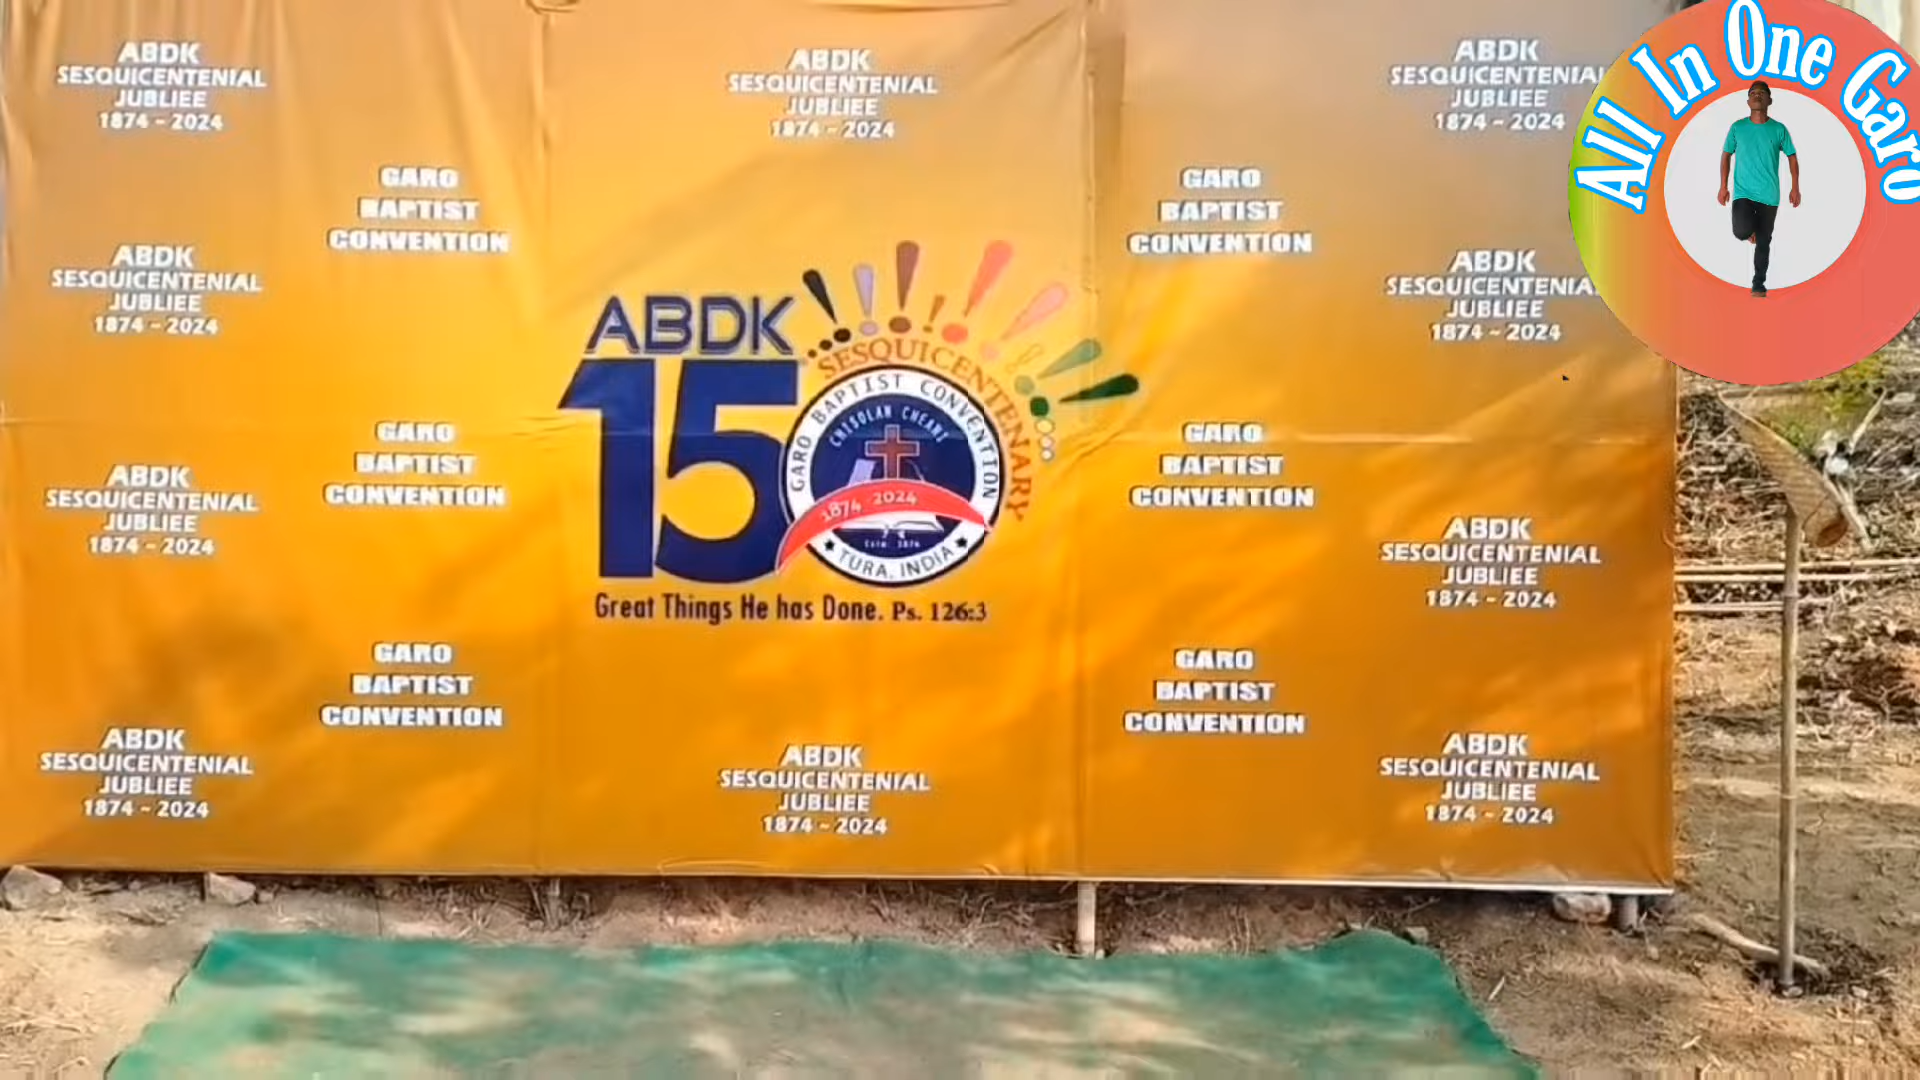 ABDK
SESQUICENTENIAL
JUBLIEE
1874 - 2024
ABDK
SESQUICENTENIAL
JUBLIEE
1874 - 2024
ABDK
SESQUICENTENIAL
JUBLIEE
1874 - 2024
All In One Garo
GARO
BAPTIST
CONVENTION
GARO
BAPTIST
CONVENTION
ABDK
SESQUICENTENIAL
JUBLIEE
1874 - 2024
ABDK
SESQUICENTENIAL
JUBLIEE
1874 - 2024
ABDK
150
SESQUICENTENARY
GARO BAPTIST CONVENTION
CHISOLAN CHEANI
1874 - 2024
Estd. 1874
TURA, INDIA
Great Things He has Done. Ps. 126:3
GARO
BAPTIST
CONVENTION
GARO
BAPTIST
CONVENTION
ABDK
SESQUICENTENIAL
JUBLIEE
1874 - 2024
ABDK
SESQUICENTENIAL
JUBLIEE
1874 - 2024
GARO
BAPTIST
CONVENTION
GARO
BAPTIST
CONVENTION
ABDK
SESQUICENTENIAL
JUBLIEE
1874 - 2024
ABDK
SESQUICENTENIAL
JUBLIEE
1874 - 2024
ABDK
SESQUICENTENIAL
JUBLIEE
1874 - 2024